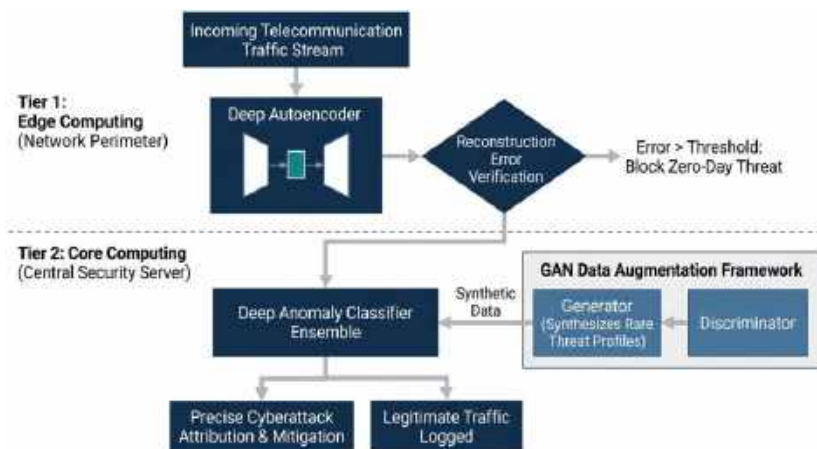 Incoming Telecommunication
Traffic Stream
Tier 1:
Edge Computing
(Network Perimeter)
Deep Autoencoder
Reconstruction
Error
Verification
Error > Threshold:
Block Zero-Day Threat
Tier 2: Core Computing
(Central Security Server)
GAN Data Augmentation Framework
Deep Anomaly Classifier
Ensemble
Synthetic
Data
Generator
(Synthesizes Rare
Threat Profiles)
Discriminator
Precise Cyberattack
Attribution & Mitigation
Legitimate Traffic
Logged